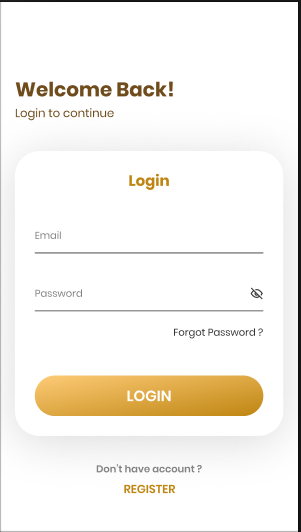 Welcome Back!
Login to continue
Login
Email
Password
Forgot Password ?
LOGIN
Don't have account ?
REGISTER